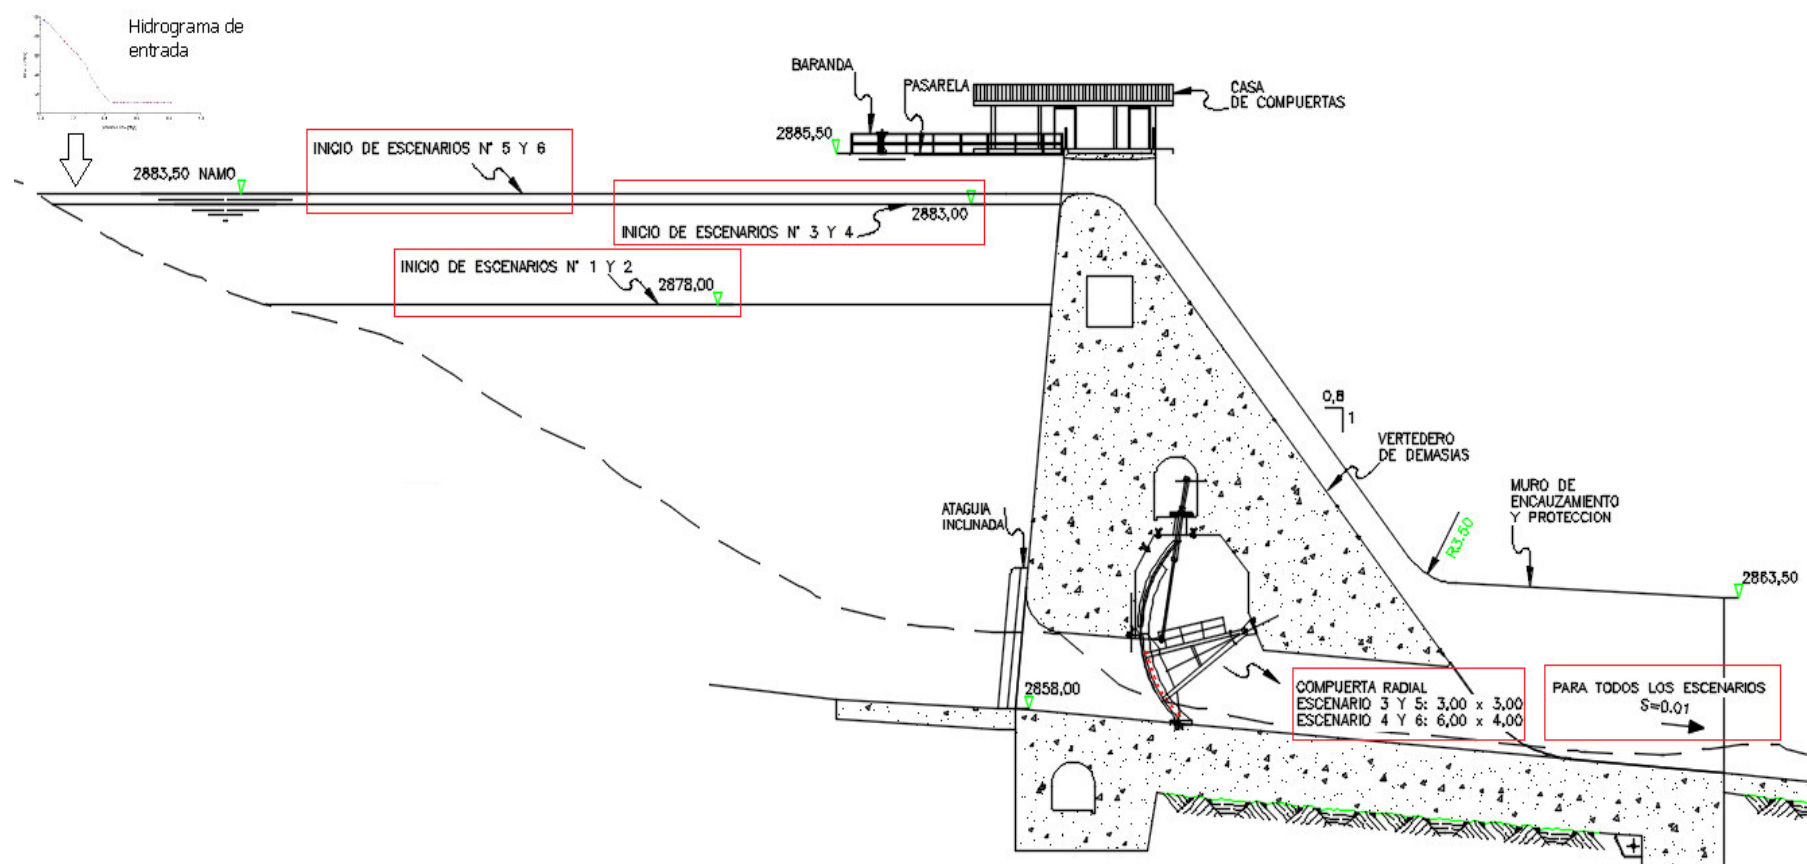 Hidrograma de
entrada
BARANDA
PASARELA
CASA
DE COMPUERTAS
2885,50
INICIO DE ESCENARIOS N° 5 Y 6
2883,50 NAMO
2883,00
INICIO DE ESCENARIOS N° 3 Y 4
INICIO DE ESCENARIOS N° 1 Y 2
2878,00
0,8
1
VERTEDERO
DE DEMASIAS
MURO DE
ENCAUZAMIENTO
Y PROTECCION
ATAGUIA
INCLINADA
R3.50
2863,50
2858,00
COMPUERTA RADIAL
ESCENARIO 3 Y 5: 3,00 x 3,00
ESCENARIO 4 Y 6: 6,00 x 4,00
PARA TODOS LOS ESCENARIOS
S=0.01